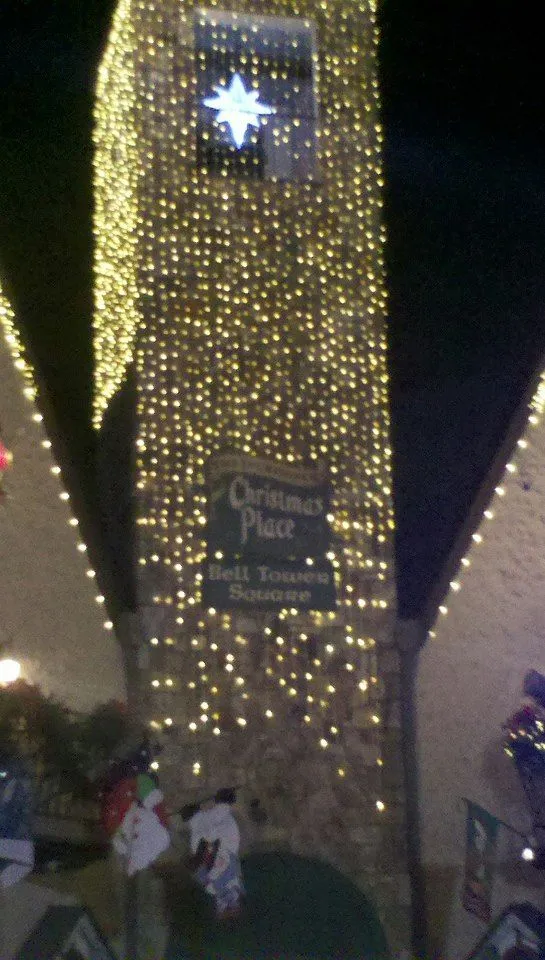 Christmas
Place
Bell Tower
Square